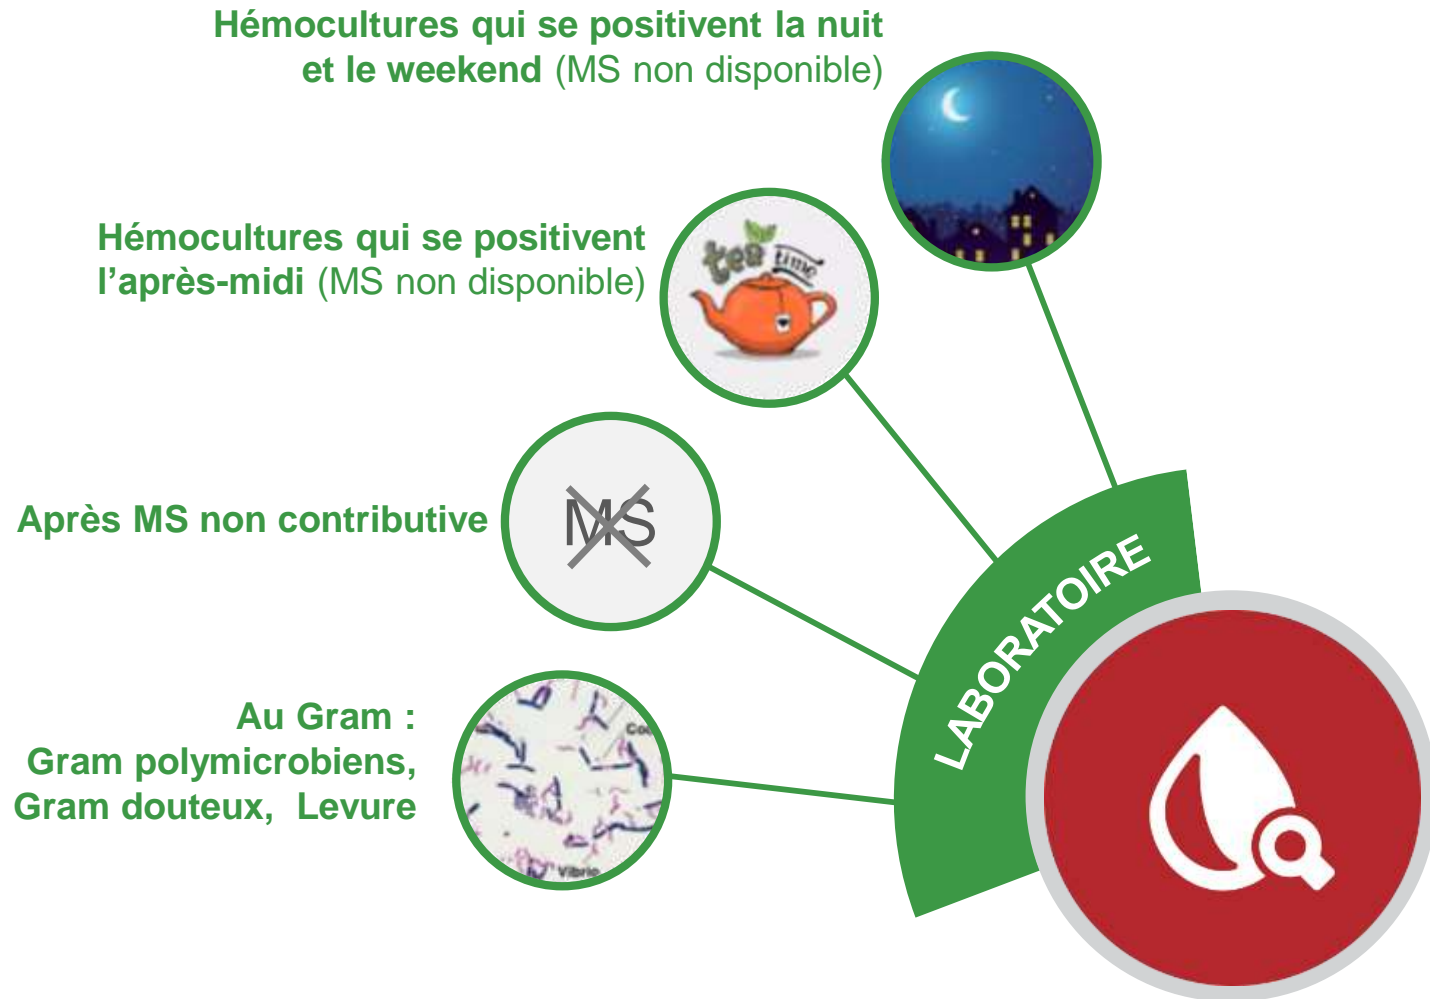 Hémocultures qui se positivent la nuit
et le weekend (MS non disponible)
tea time
Hémocultures qui se positivent
l’après-midi (MS non disponible)
Après MS non contributive
MS
LABORATOIRE
Au Gram :
Gram polymicrobiens,
Gram douteux, Levure
Vibrio